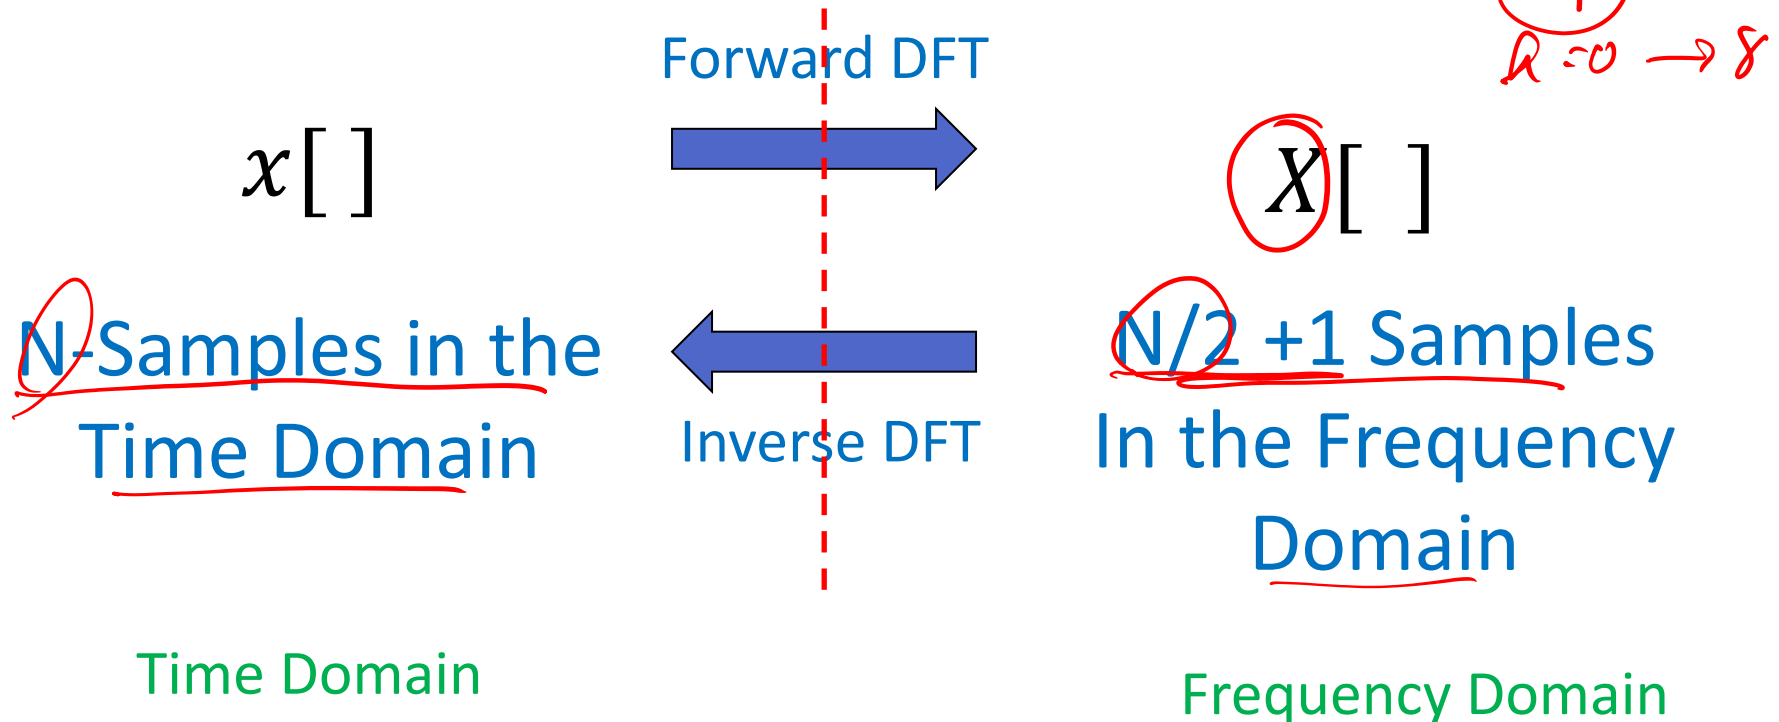 Forward DFT
k=0 → 8
x[ ]
X[ ]
N-Samples in the
Time Domain
N/2 +1 Samples
In the Frequency
Domain
Inverse DFT
Time Domain
Frequency Domain